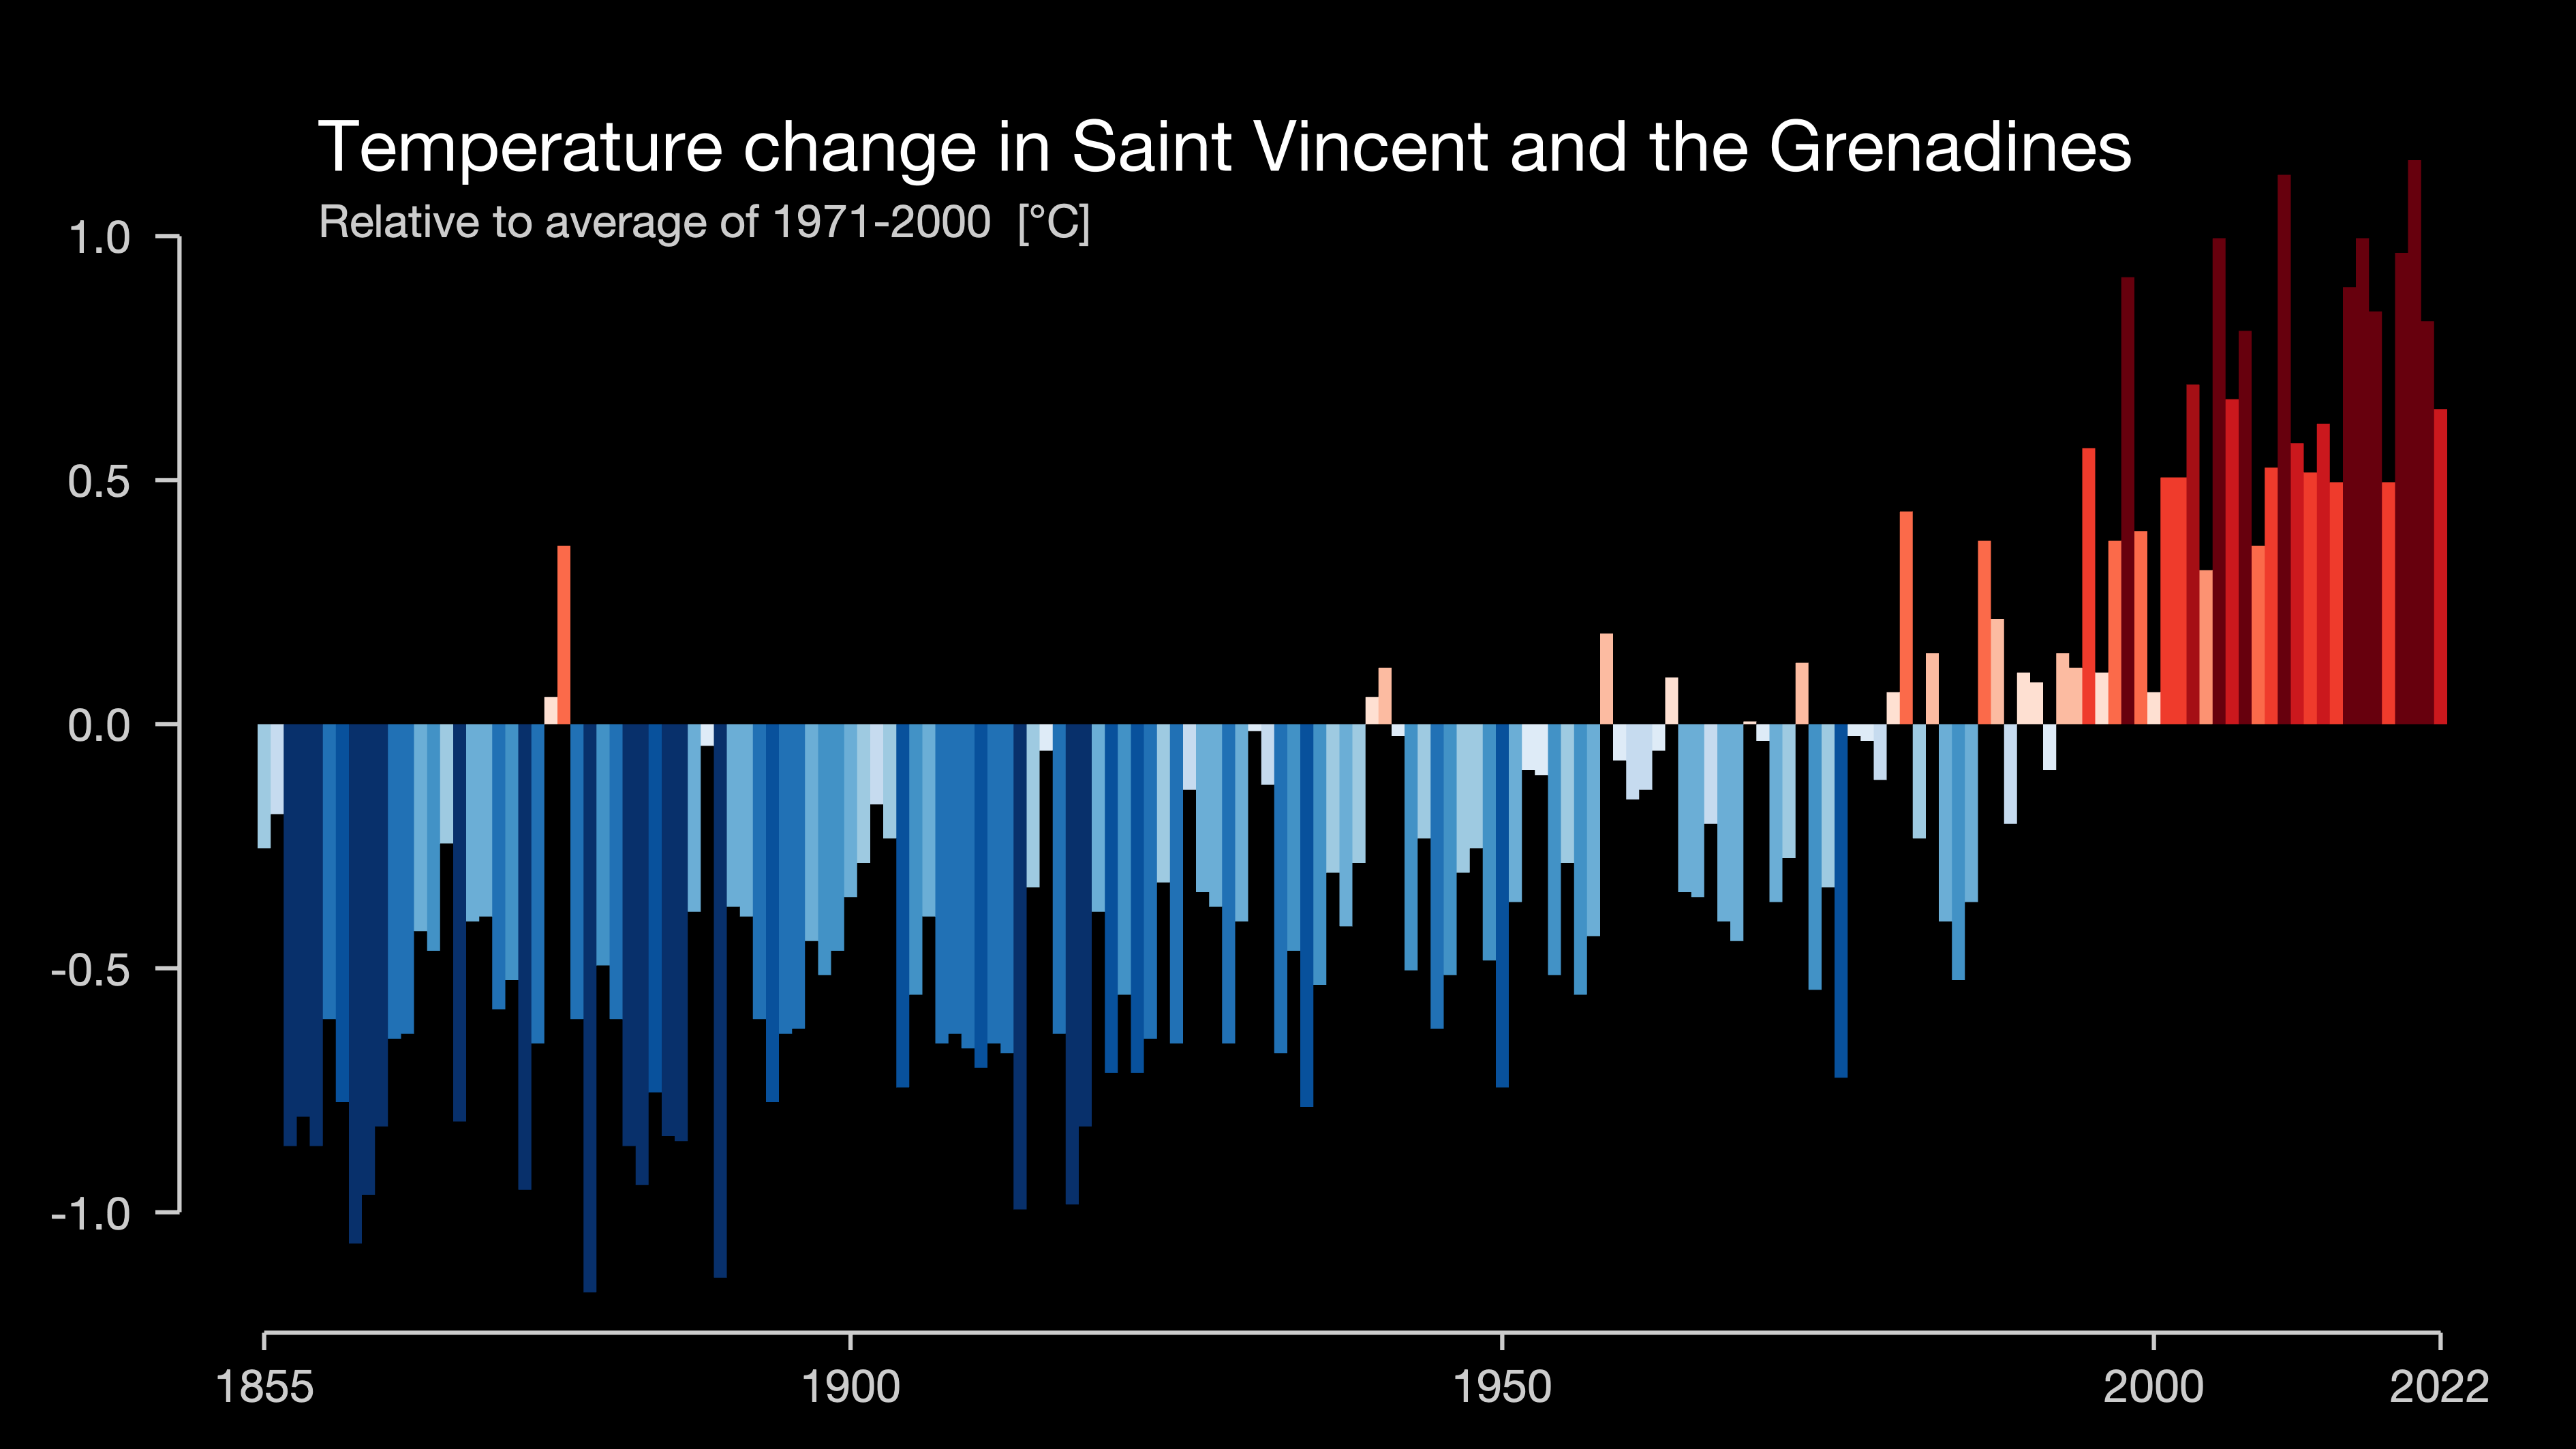 Temperature change in Saint Vincent and the Grenadines
Relative to average of 1971-2000 [°C]
1.0
0.5
0.0
-0.5
-1.0
1855 1900 1950 2000 2022